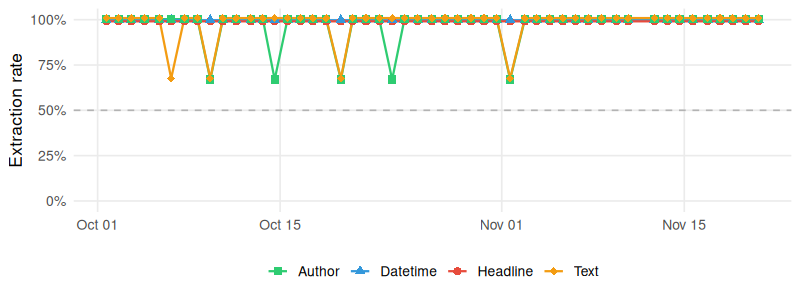 100%
75%
50%
25%
0%
Extraction rate
Oct 01 Oct 15 Nov 01 Nov 15
Author Datetime Headline Text